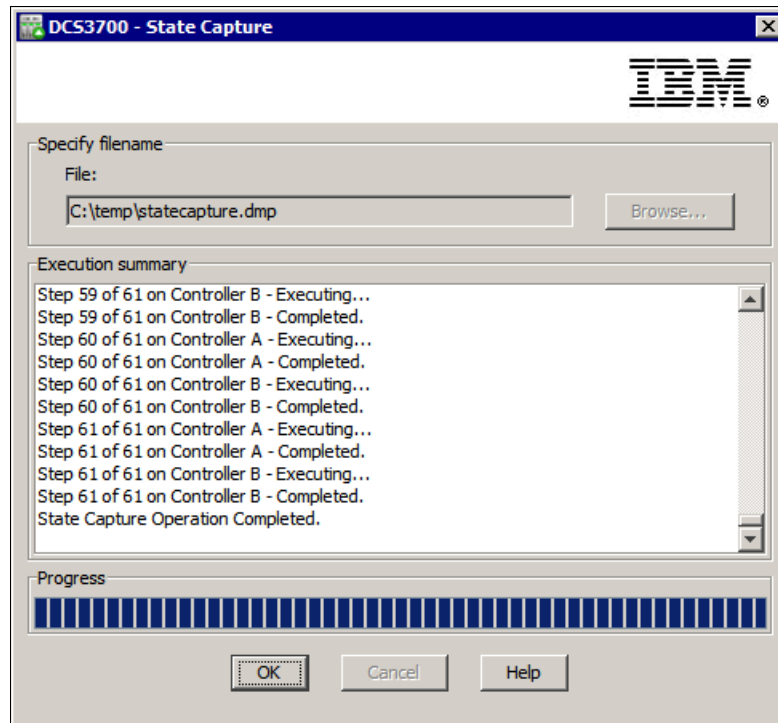 DCS3700 - State Capture
IBM®
Specify filename
File:
C:\temp\statecapture.dmp
Browse...
Execution summary
Step 59 of 61 on Controller B - Executing...
Step 59 of 61 on Controller B - Completed.
Step 60 of 61 on Controller A - Executing...
Step 60 of 61 on Controller A - Completed.
Step 60 of 61 on Controller B - Executing...
Step 60 of 61 on Controller B - Completed.
Step 61 of 61 on Controller A - Executing...
Step 61 of 61 on Controller A - Completed.
Step 61 of 61 on Controller B - Executing...
Step 61 of 61 on Controller B - Completed.
State Capture Operation Completed.
Progress
OK Cancel Help